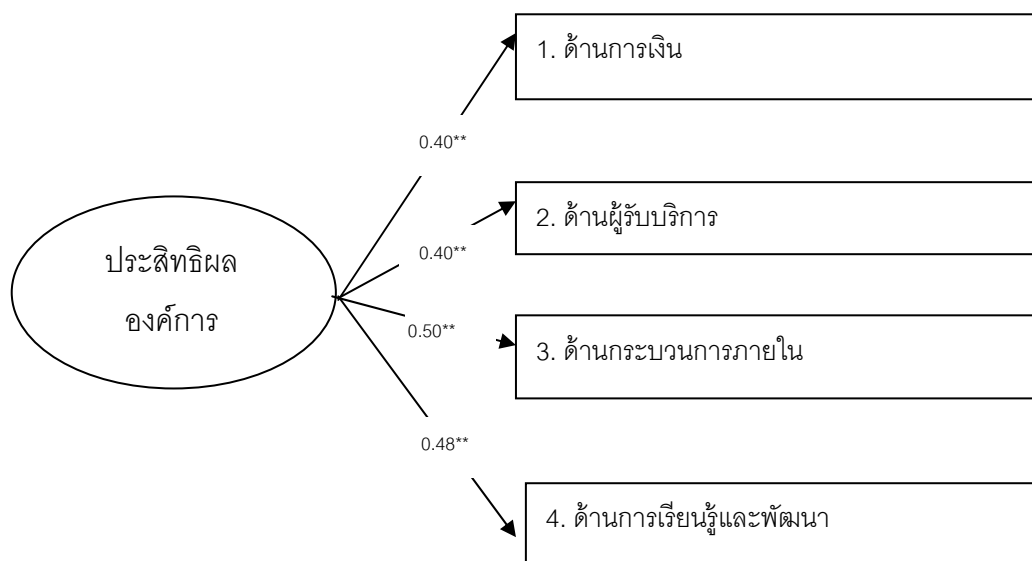 1. ด้านการเงิน
0.40**
2. ด้านผู้รับบริการ
0.40**
ประสิทธิผล
องค์การ
0.50**
3. ด้านกระบวนการภายใน
0.48**
4. ด้านการเรียนรู้และพัฒนา